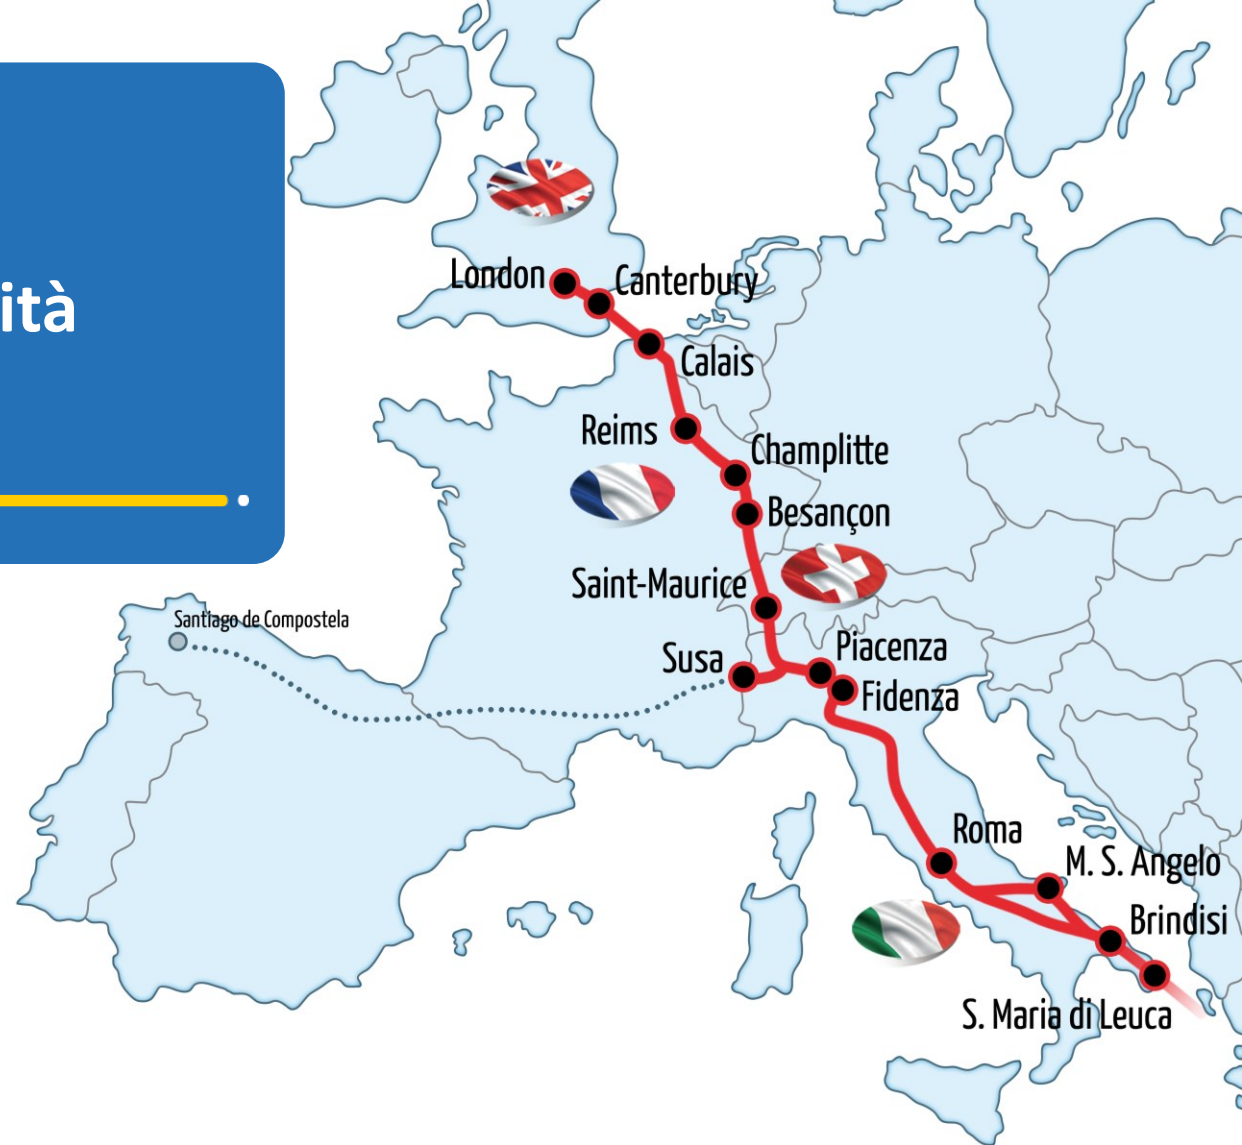 ità
London
Canterbury
Calais
Reims
Champlitte
Besançon
Saint-Maurice
Santiago de Compostela
Susa
Piacenza
Fidenza
Roma
M. S. Angelo
Brindisi
S. Maria di Leuca